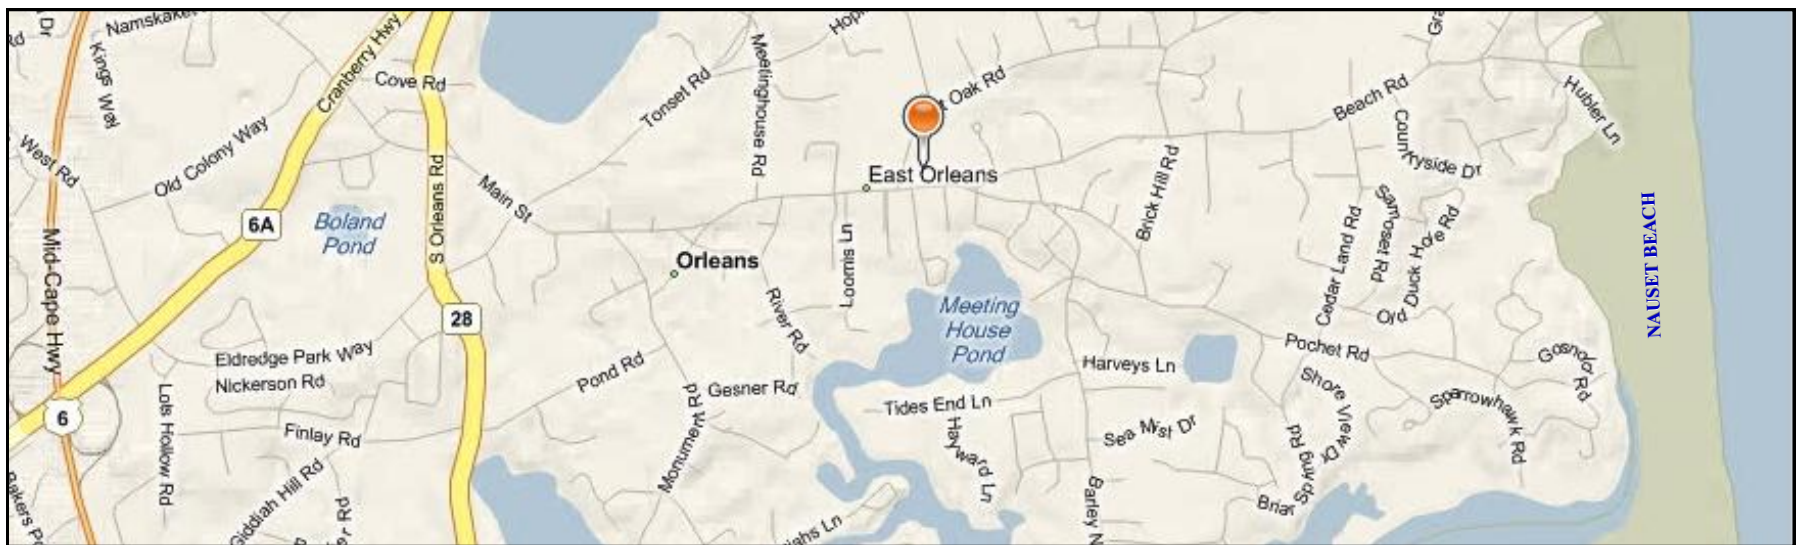 Namskaket
Kings Way
West Rd
Old Colony Way
Cranberry Hwy
Cove Rd
S Orleans Rd
Main St
6A
Boland
Pond
Mid-Cape Hwy
28
6
Eldredge Park Way
Nickerson Rd
Lots Hollow Rd
Finlay Rd
Giddiah Hill Rd
Tonset Rd
Meetinghouse Rd
Oak Rd
East Orleans
Orleans
Loomis Ln
River Rd
Meeting
House
Pond
Pond Rd
Gesner Rd
Monument Rd
Tides End Ln
Hayward Ln
Harveys Ln
Sea Mist Dr
Barley N
Brick Hill Rd
Beach Rd
Countryside Dr
Hubler Ln
Samoset Rd
Cedar Land Rd
Duck Hole Rd
Ord
Pochet Rd
Shore View Dr
Briar Spring Rd
Sparrowhawk Rd
Gosnold Rd
NAUSET BEACH